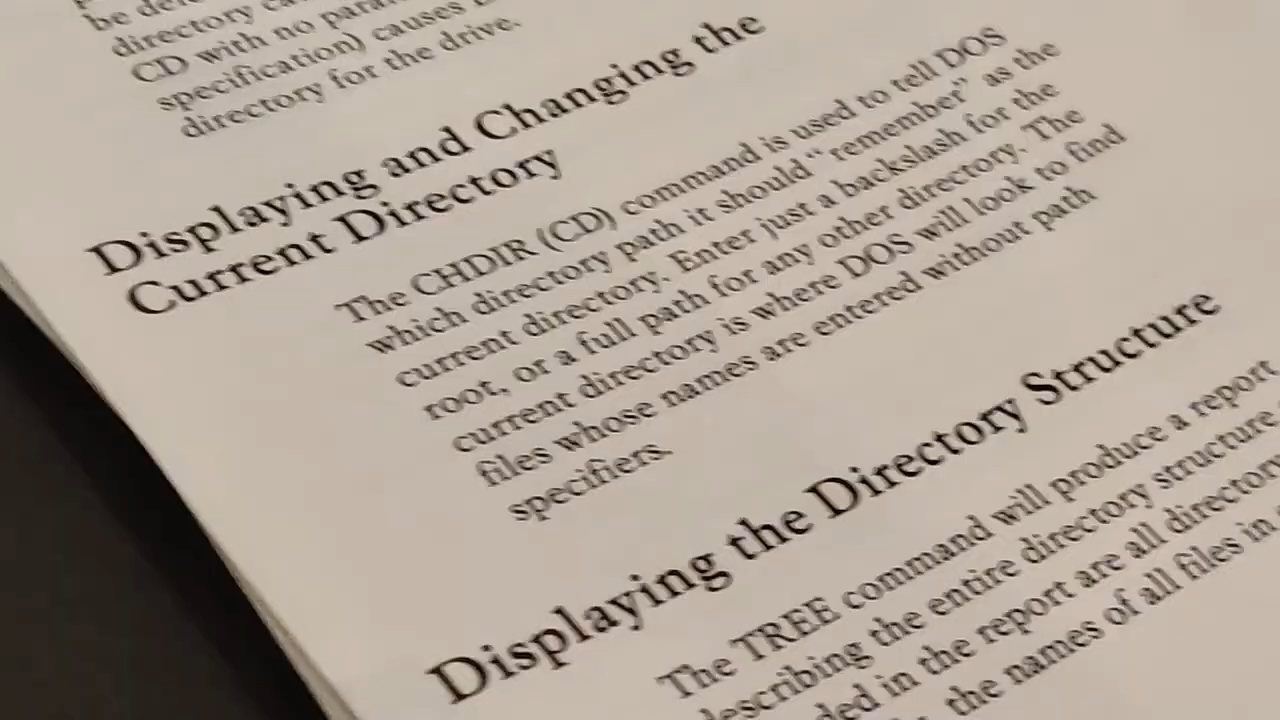 be
directory
CD with no
specification) causes
directory for the drive.
Displaying and Changing the
Current Directory
The CHDIR (CD) command is used to tell DOS
which directory path it should “remember” as the
current directory. Enter just a backslash for the
root, or a full path for any other directory. The
current directory is where DOS will look to find
files whose names are entered without path
specifiers.
Displaying the Directory Structure
The TREE command will produce a report
describing the entire directory structure
in the report are all directory
the names of all files in